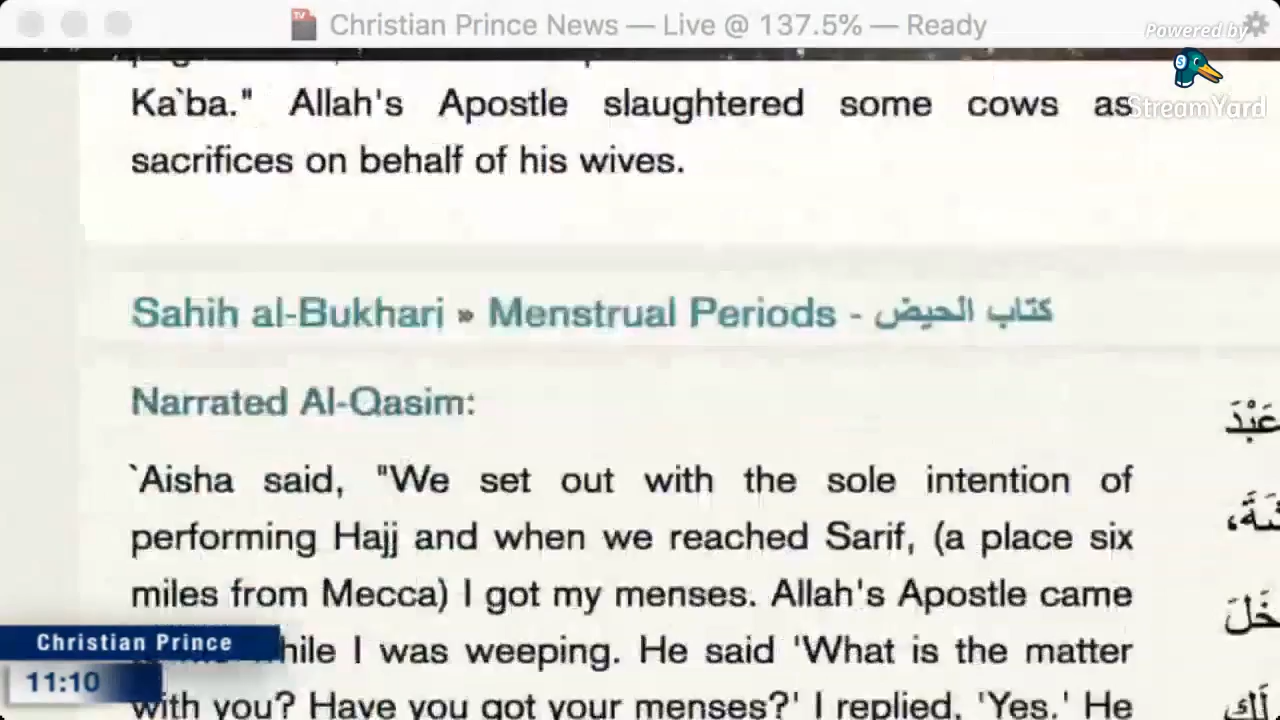 Christian Prince News — Live @ 137.5% — Ready
Powered by
StreamYard
Ka`ba." Allah's Apostle slaughtered some cows as
sacrifices on behalf of his wives.
Sahih al-Bukhari » Menstrual Periods - كتاب الحيض
Narrated Al-Qasim:
`Aisha said, "We set out with the sole intention of
performing Hajj and when we reached Sarif, (a place six
miles from Mecca) I got my menses. Allah's Apostle came
hile I was weeping. He said 'What is the matter
with you? Have you got your menses?' I replied, 'Yes.' He
عَبْدَ
لَكِ
Christian Prince
11:10